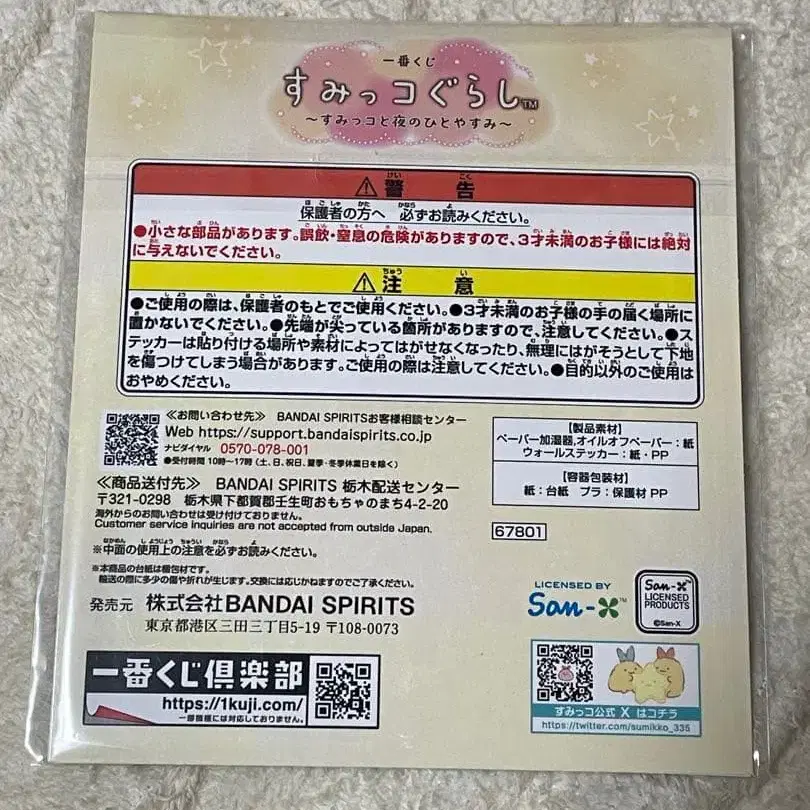 一番くじ
すみっコぐらし™
～すみっコと夜のひとやすみ～
⚠警告
保護者の方へ 必ずお読みください。
●小さな部品があります。誤飲・窒息の危険がありますので、3才未満のお子様には絶対
に与えないでください。
⚠注意
●ご使用の際は、保護者のもとでご使用ください。●3才未満のお子様の手の届く場所に
置かないでください。●先端が尖っている箇所がありますので、注意してください。●ス
テッカーは貼り付ける場所や素材によってはがせなくなったり、無理にはがそうとして下地
を傷つけてしまう場合があります。ご使用の際は注意してください。●目的以外のご使用は
おやめください。
≪お問い合わせ先≫ BANDAI SPIRITSお客様相談センター
Web https://support.bandaispirits.co.jp
ナビダイヤル 0570-078-001
●受付時間 10時～17時(土、日、祝日、夏季・冬季休業日を除く)
≪商品送付先≫ BANDAI SPIRITS 栃木配送センター
〒321-0298 栃木県下都賀郡壬生町おもちゃのまち4-2-20
海外からのお問い合わせは受け付けておりません。
Customer service inquiries are not accepted from outside Japan.
※中面の使用上の注意を必ずお読みください。
※本商品の台紙は梱包材です。
輸送の際に多少の傷や折れが生じます。交換には応じかねますのでご了承ください。
発売元 株式会社BANDAI SPIRITS
東京都港区三田三丁目5-19 〒108-0073
一番くじ倶楽部
https://1kuji.com/
一部機種には対応しておりません。
【製品素材】
ペーパー加湿器,オイルオフペーパー:紙
ウォールステッカー:紙・PP
【容器包装材】
紙:台紙 プラ:保護材 PP
67801
LICENSED BY
San-X™
San-X
LICENSED
PRODUCTS
©San-X
すみっコ公式 X はコチラ
https://twitter.com/sumikko_335